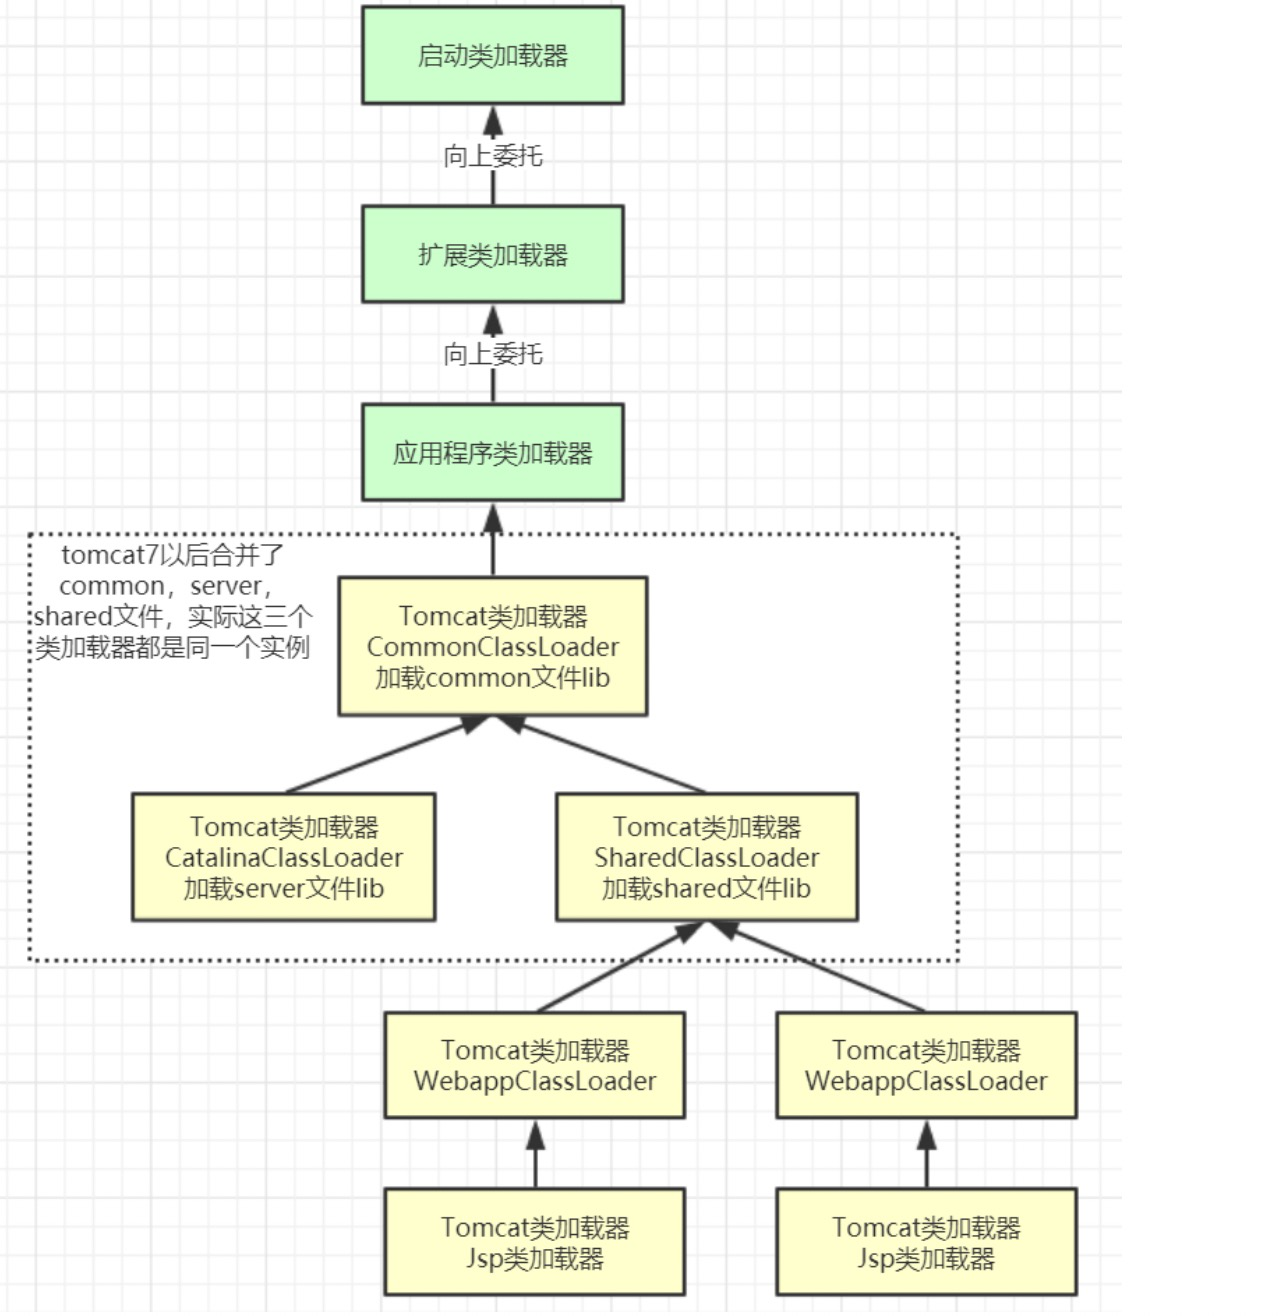 启动类加载器
向上委托
扩展类加载器
向上委托
应用程序类加载器
tomcat7以后合并了
common，server，
shared文件，实际这三个
类加载器都是同一个实例
Tomcat类加载器
CommonClassLoader
加载common文件lib
Tomcat类加载器
CatalinaClassLoader
加载server文件lib
Tomcat类加载器
SharedClassLoader
加载shared文件lib
Tomcat类加载器
WebappClassLoader
Tomcat类加载器
WebappClassLoader
Tomcat类加载器
Jsp类加载器
Tomcat类加载器
Jsp类加载器